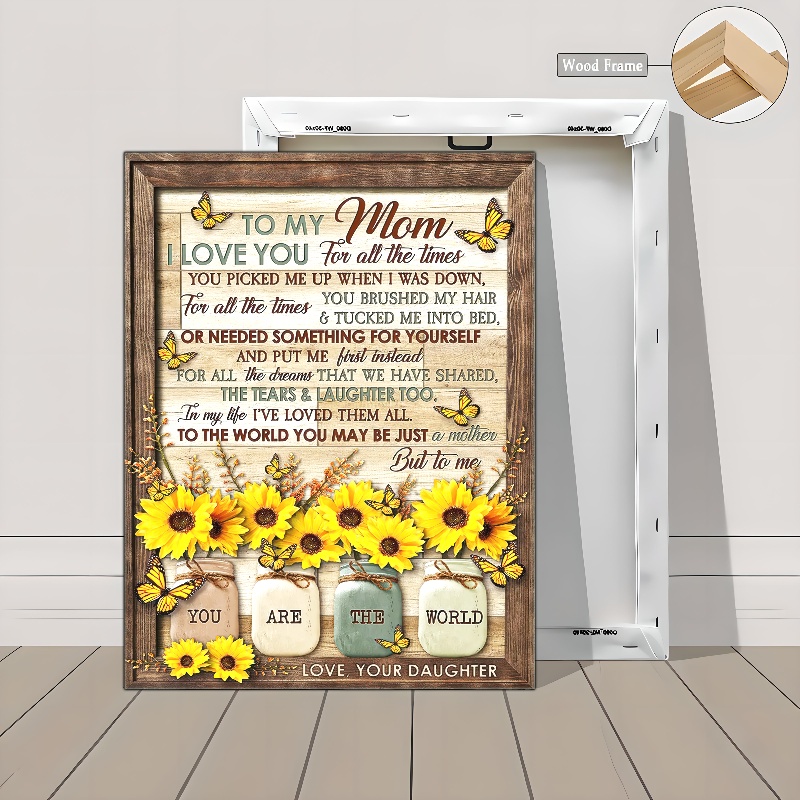 Wood Frame
TO MY Mom
I LOVE YOU For all the times
YOU PICKED ME UP WHEN I WAS DOWN,
For all the times YOU BRUSHED MY HAIR
& TUCKED ME INTO BED,
OR NEEDED SOMETHING FOR YOURSELF
AND PUT ME first instead
FOR ALL the dreams THAT WE HAVE SHARED,
THE TEARS & LAUGHTER TOO.
In my life I'VE LOVED THEM ALL.
TO THE WORLD YOU MAY BE JUST a mother
But to me
YOU ARE THE WORLD
LOVE, YOUR DAUGHTER